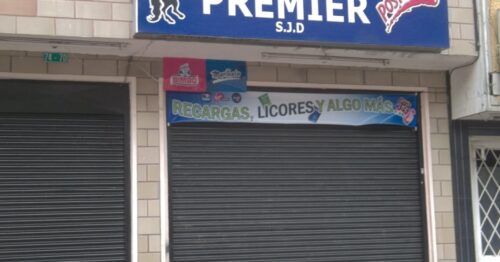 PREMIER
S.J.D
RECARGAS, LICORES Y ALGO MÁS